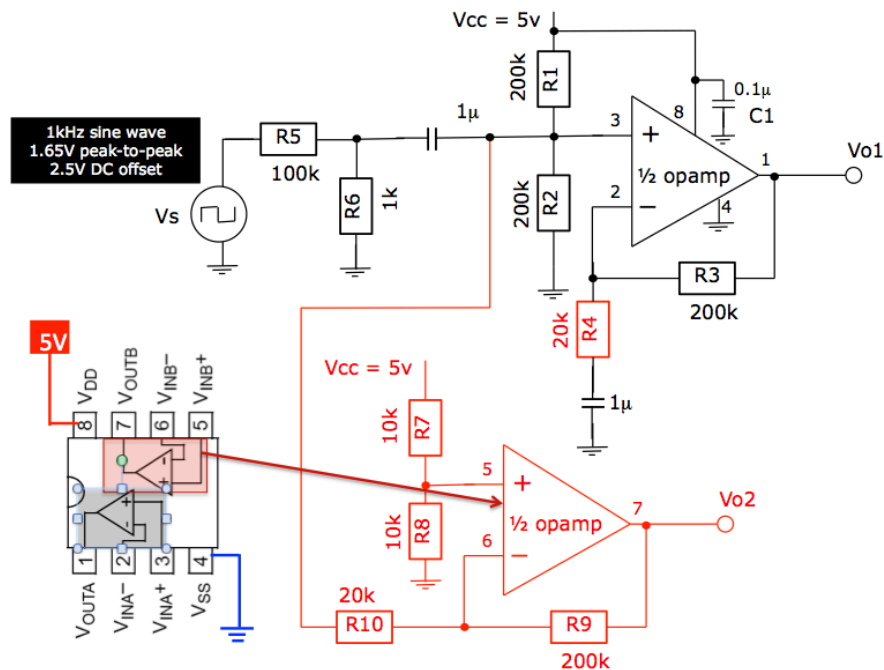 Vcc = 5v
R1
200k
0.1µ
C1
8
1µ
3
+
1
Vo1
½ opamp
1kHz sine wave
1.65V peak-to-peak
2.5V DC offset
R5
100k
R6
1k
Vs
R2
200k
2
−
4
R3
200k
R4
20k
1µ
5V
VDD
VOUTB
VINB−
VINB+
8
7
6
5
-
+
+
-
1
2
3
4
VOUTA
VINA−
VINA+
VSS
Vcc = 5v
R7
10k
R8
10k
5
+
½ opamp
7
Vo2
6
−
20k
R10
R9
200k